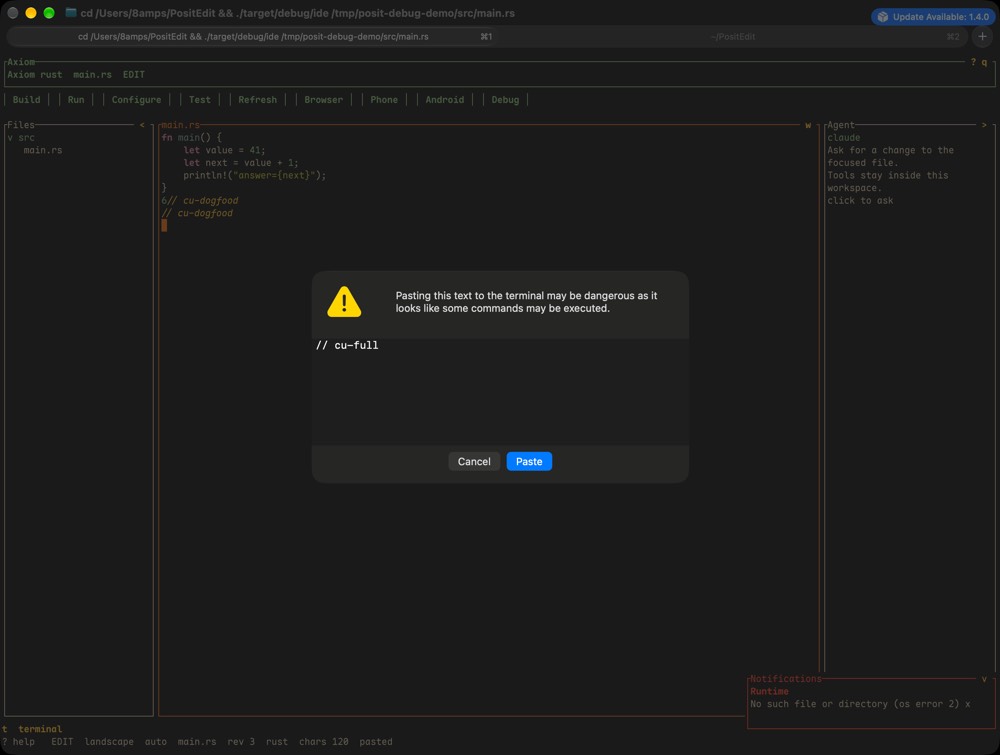 cd /Users/8amps/PositEdit && ./target/debug/ide /tmp/posit-debug-demo/src/main.rs
Update Available: 1.4.0
cd /Users/8amps/PositEdit && ./target/debug/ide /tmp/posit-debug-demo/src/main.rs ⌘1
~/PositEdit ⌘2 +
Axiom ? q
Axiom rust main.rs EDIT
Build Run Configure Test Refresh Browser Phone Android Debug
Files <
v src
main.rs
main.rs w
fn main() {
let value = 41;
let next = value + 1;
println!("answer={next}");
}
6// cu-dogfood
// cu-dogfood
Agent >
claude
Ask for a change to the
focused file.
Tools stay inside this
workspace.
click to ask
Pasting this text to the terminal may be dangerous as it
looks like some commands may be executed.
// cu-full
Cancel Paste
Notifications v
Runtime
No such file or directory (os error 2) x
t terminal
? help EDIT landscape auto main.rs rev 3 rust chars 120 pasted